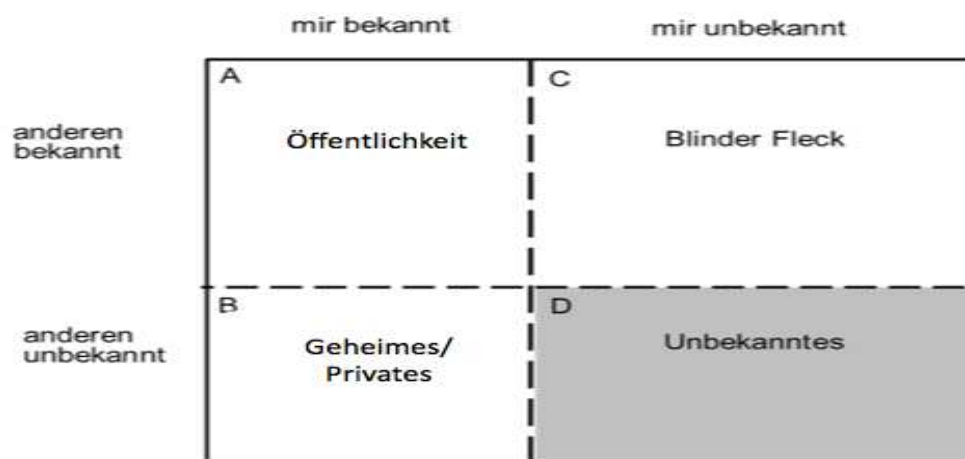 mir bekannt
mir unbekannt
A
C
anderen
bekannt
Öffentlichkeit
Blinder Fleck
B
D
anderen
unbekannt
Geheimes/
Privates
Unbekanntes